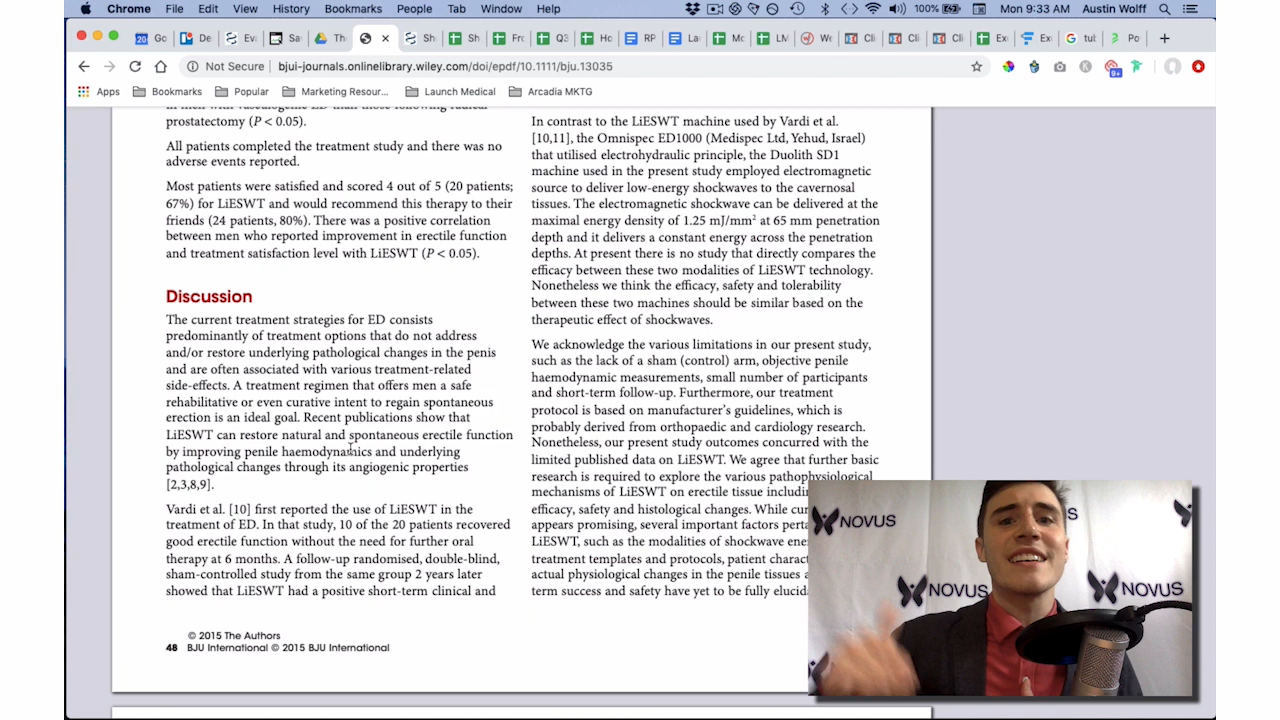 Chrome File Edit View History Bookmarks People Tab Window Help 100% Mon 9:33 AM Austin Wolff
20 Go De Ev Sa Th Sh Sh Fro Q3 Ho RP La Mo LM We Cli Cli Cli Ex Ex tul Po
Not Secure bjui-journals.onlinelibrary.wiley.com/doi/epdf/10.1111/bju.13035 9+
Apps Bookmarks Popular Marketing Resour... Launch Medical Arcadia MKTG
prostatectomy (P < 0.05).
All patients completed the treatment study and there was no
adverse events reported.
Most patients were satisfied and scored 4 out of 5 (20 patients;
67%) for LiESWT and would recommend this therapy to their
friends (24 patients, 80%). There was a positive correlation
between men who reported improvement in erectile function
and treatment satisfaction level with LiESWT (P < 0.05).
Discussion
The current treatment strategies for ED consists
predominantly of treatment options that do not address
and/or restore underlying pathological changes in the penis
and are often associated with various treatment-related
side-effects. A treatment regimen that offers men a safe
rehabilitative or even curative intent to regain spontaneous
erection is an ideal goal. Recent publications show that
LiESWT can restore natural and spontaneous erectile function
by improving penile haemodynamics and underlying
pathological changes through its angiogenic properties
[2,3,8,9].
Vardi et al. [10] first reported the use of LiESWT in the
treatment of ED. In that study, 10 of the 20 patients recovered
good erectile function without the need for further oral
therapy at 6 months. A follow-up randomised, double-blind,
sham-controlled study from the same group 2 years later
showed that LiESWT had a positive short-term clinical and
© 2015 The Authors
48 BJU International © 2015 BJU International
In contrast to the LiESWT machine used by Vardi et al.
[10,11], the Omnispec ED1000 (Medispec Ltd, Yehud, Israel)
that utilised electrohydraulic principle, the Duolith SD1
machine used in the present study employed electromagnetic
source to deliver low-energy shockwaves to the cavernosal
tissues. The electromagnetic shockwave can be delivered at the
maximal energy density of 1.25 mJ/mm² at 65 mm penetration
depth and it delivers a constant energy across the penetration
depths. At present there is no study that directly compares the
efficacy between these two modalities of LiESWT technology.
Nonetheless we think the efficacy, safety and tolerability
between these two machines should be similar based on the
therapeutic effect of shockwaves.
We acknowledge the various limitations in our present study,
such as the lack of a sham (control) arm, objective penile
haemodynamic measurements, small number of participants
and short-term follow-up. Furthermore, our treatment
protocol is based on manufacturer's guidelines, which is
probably derived from orthopaedic and cardiology research.
Nonetheless, our present study outcomes concurred with the
limited published data on LiESWT. We agree that further basic
research is required to explore the various pathophysiological
mechanisms of LiESWT on erectile tissue
efficacy, safety and histological changes. While
appears promising, several important factors
LiESWT, such as the modalities of shockwave
treatment templates and protocols, patient
actual physiological changes in the penile tissues
term success and safety have yet to be fully
NOVUS
NOVUS
NOVUS